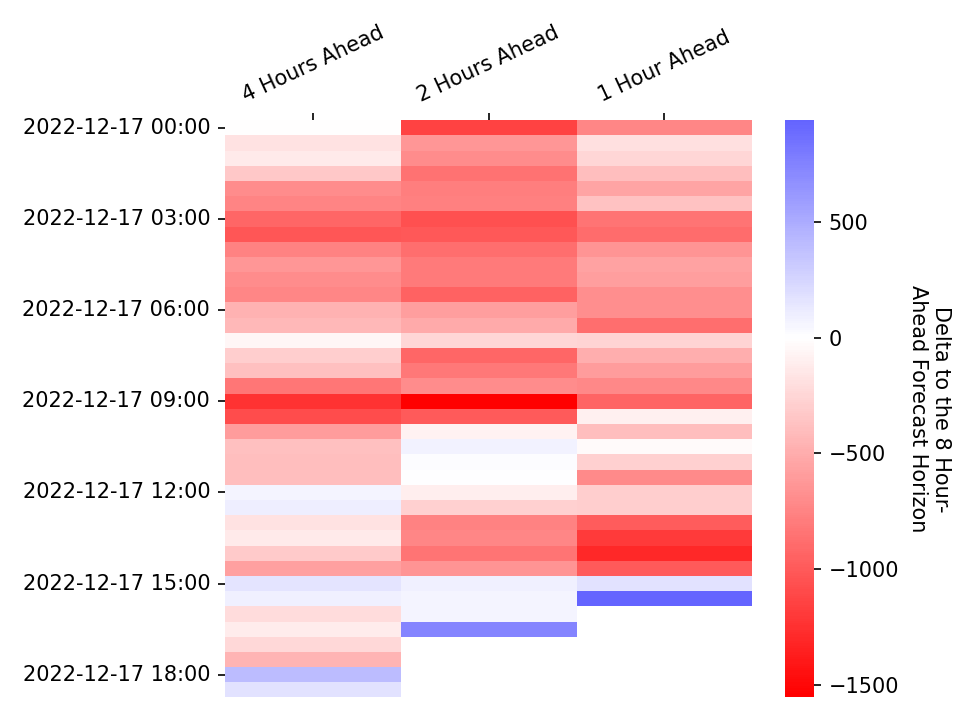 4 Hours Ahead
2 Hours Ahead
1 Hour Ahead
2022-12-17 00:00
2022-12-17 03:00
2022-12-17 06:00
2022-12-17 09:00
2022-12-17 12:00
2022-12-17 15:00
2022-12-17 18:00
500
0
−500
−1000
−1500
Delta to the 8 Hour-
Ahead Forecast Horizon